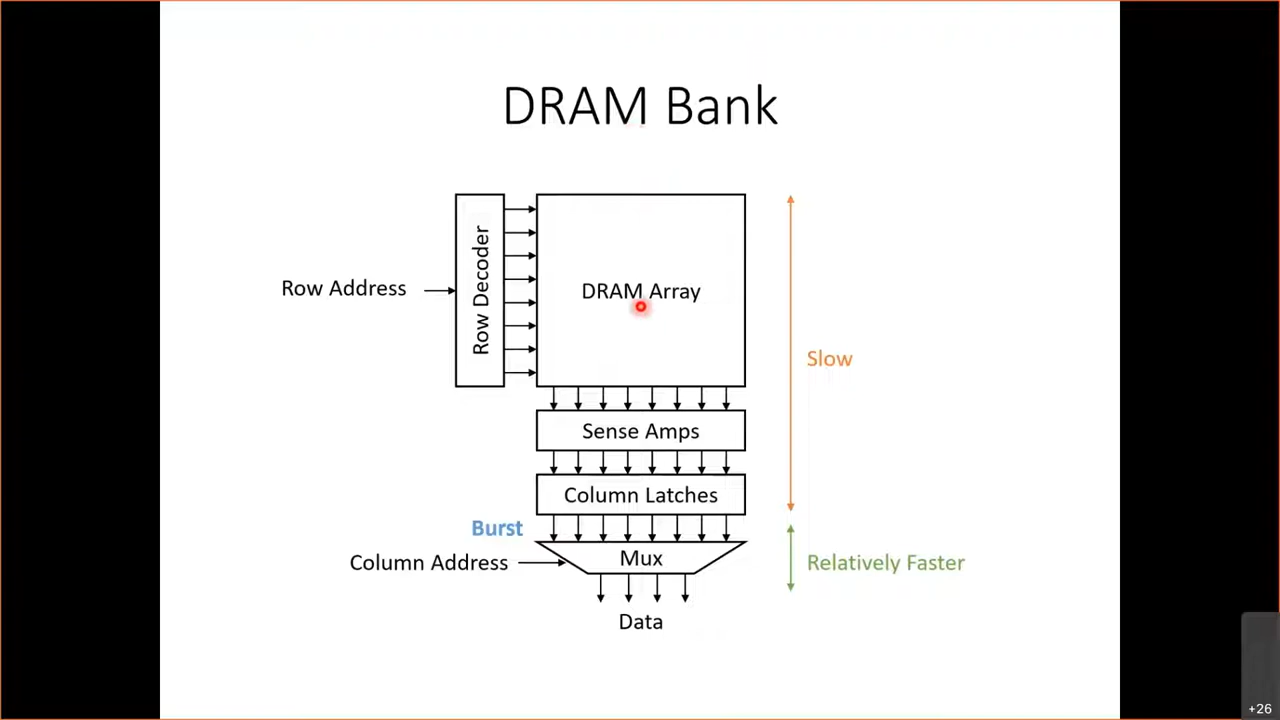 DRAM Bank
Row Address
Row Decoder
DRAM Array
Slow
Sense Amps
Column Latches
Burst
Column Address
Mux
Relatively Faster
Data
+26